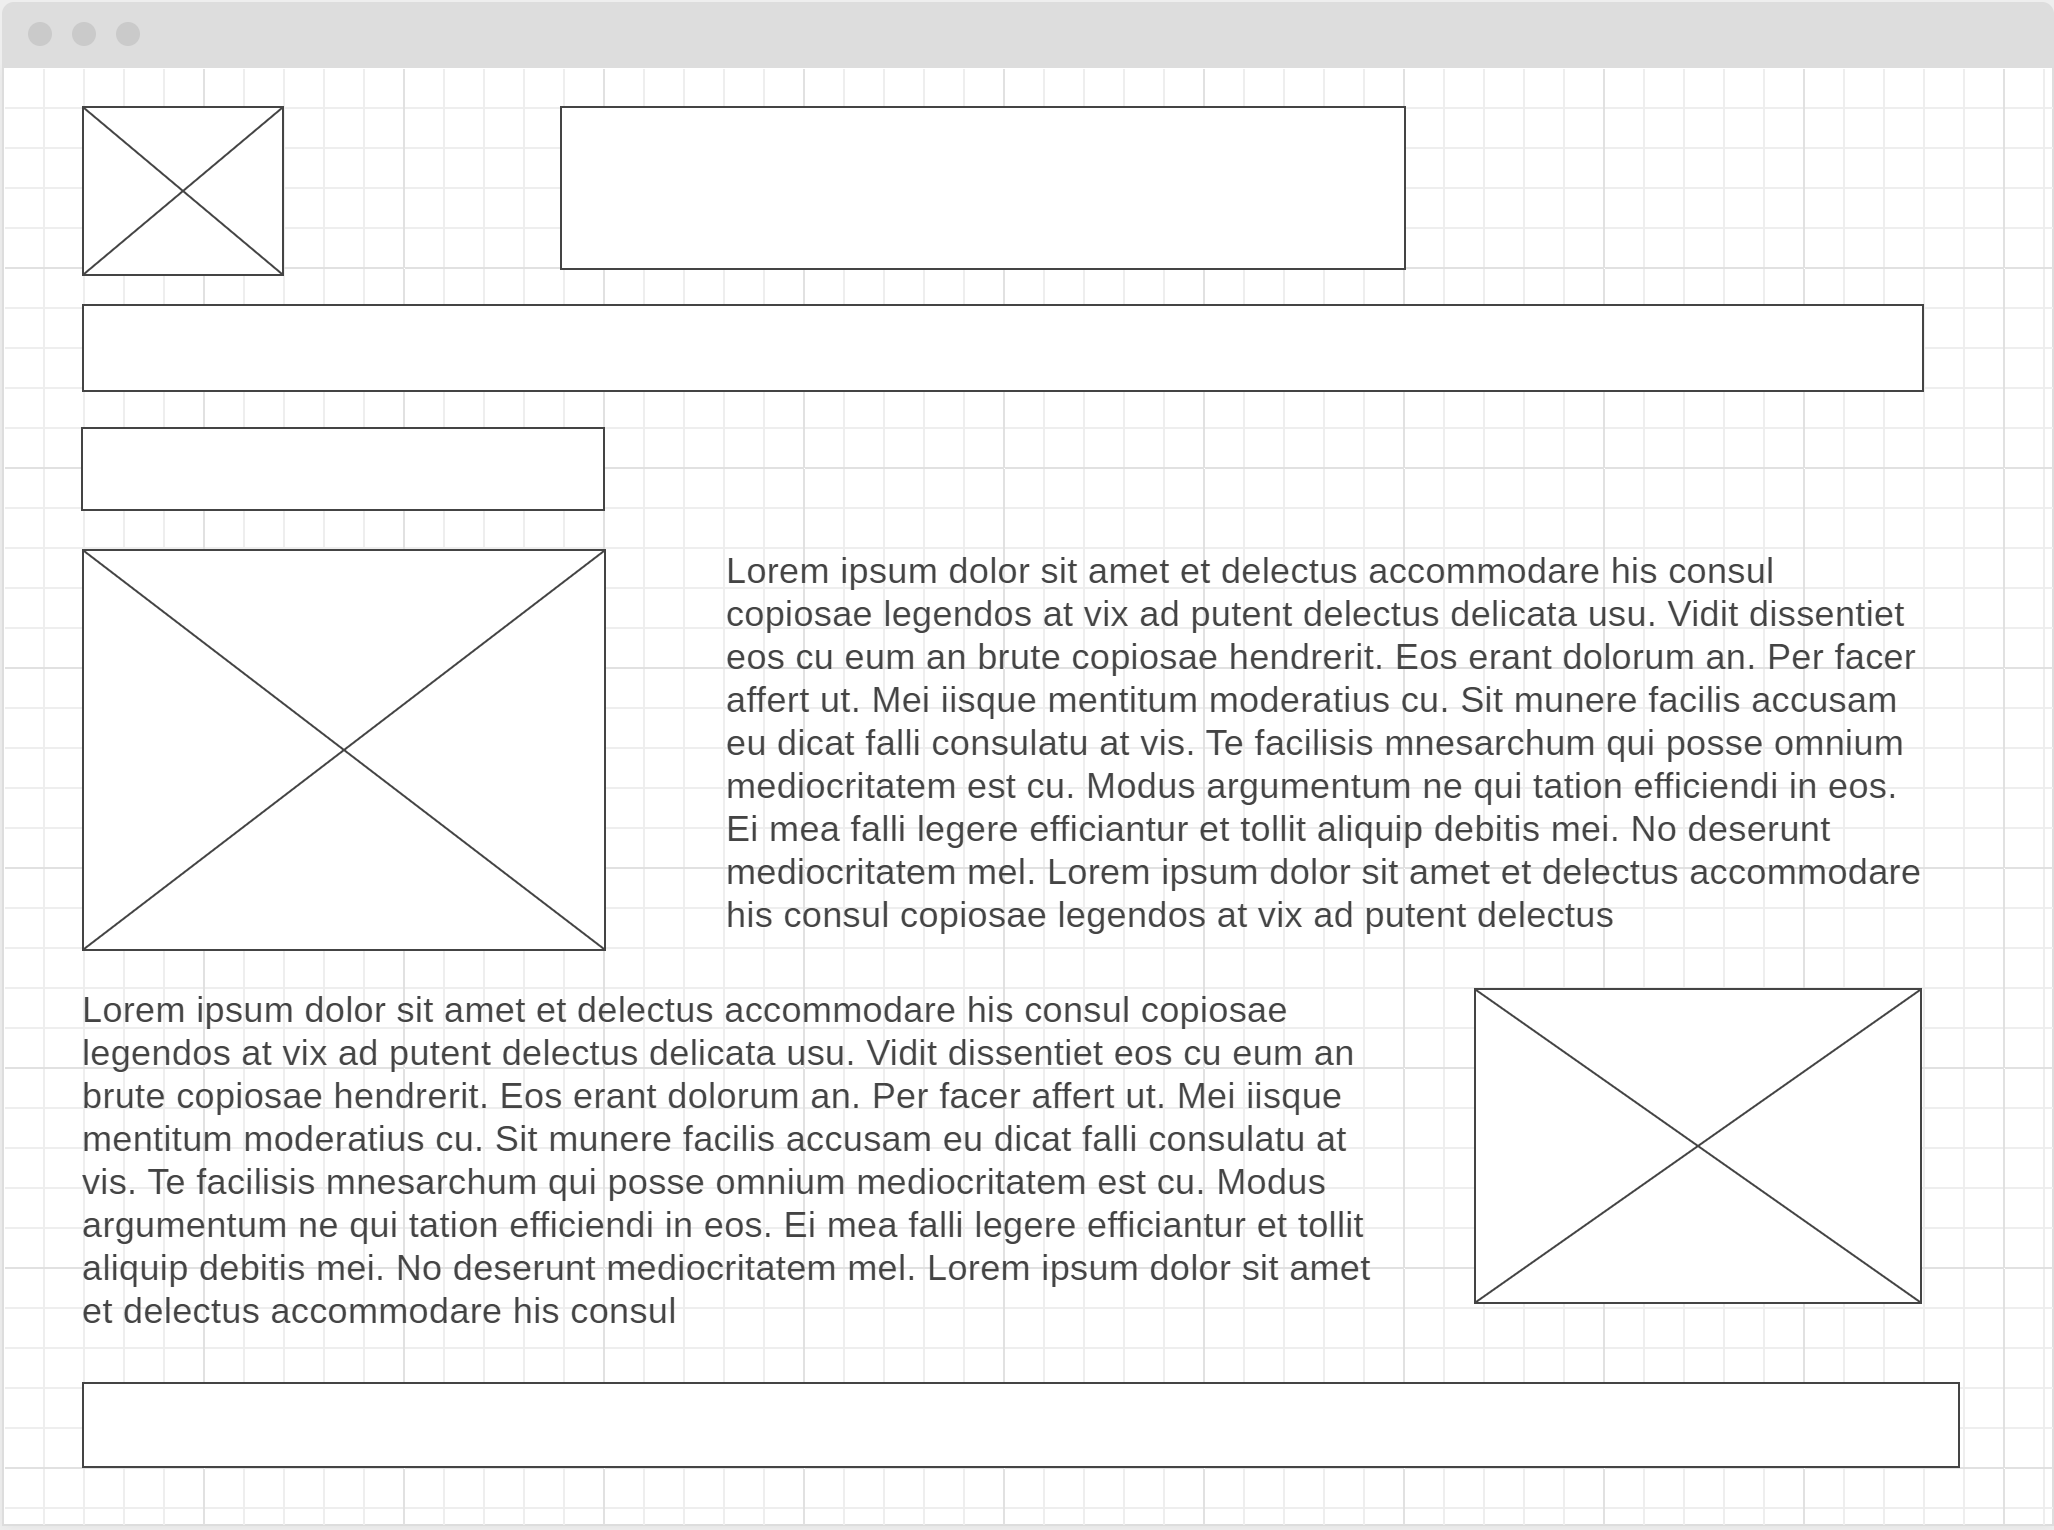 Lorem ipsum dolor sit amet et delectus accommodare his consul
copiosae legendos at vix ad putent delectus delicata usu. Vidit dissentiet
eos cu eum an brute copiosae hendrerit. Eos erant dolorum an. Per facer
affert ut. Mei iisque mentitum moderatius cu. Sit munere facilis accusam
eu dicat falli consulatu at vis. Te facilisis mnesarchum qui posse omnium
mediocritatem est cu. Modus argumentum ne qui tation efficiendi in eos.
Ei mea falli legere efficiantur et tollit aliquip debitis mei. No deserunt
mediocritatem mel. Lorem ipsum dolor sit amet et delectus accommodare
his consul copiosae legendos at vix ad putent delectus
Lorem ipsum dolor sit amet et delectus accommodare his consul copiosae
legendos at vix ad putent delectus delicata usu. Vidit dissentiet eos cu eum an
brute copiosae hendrerit. Eos erant dolorum an. Per facer affert ut. Mei iisque
mentitum moderatius cu. Sit munere facilis accusam eu dicat falli consulatu at
vis. Te facilisis mnesarchum qui posse omnium mediocritatem est cu. Modus
argumentum ne qui tation efficiendi in eos. Ei mea falli legere efficiantur et tollit
aliquip debitis mei. No deserunt mediocritatem mel. Lorem ipsum dolor sit amet
et delectus accommodare his consul